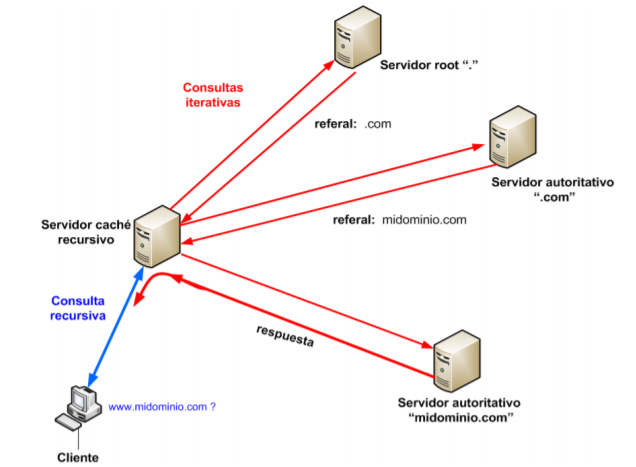 Servidor root “.”
Consultas
iterativas
referal: .com
Servidor autoritativo
“.com”
referal: midominio.com
Servidor caché
recursivo
Consulta
recursiva
respuesta
Servidor autoritativo
“midominio.com”
www.midominio.com ?
Cliente